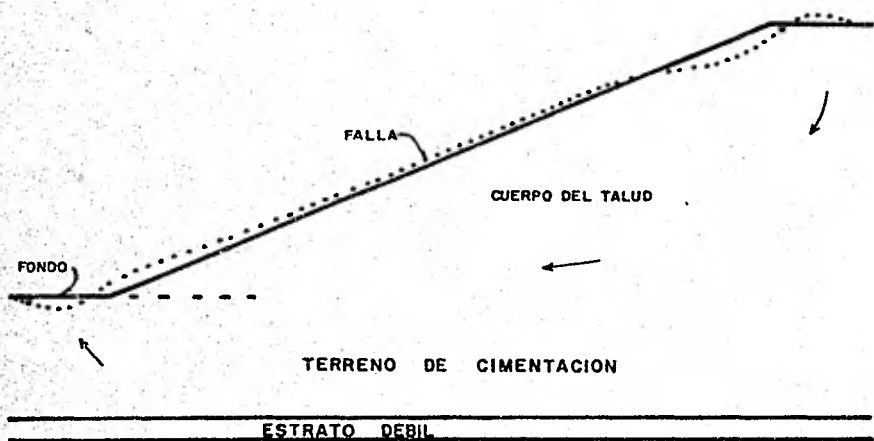 FALLA
CUERPO DEL TALUD
FONDO
TERRENO DE CIMENTACION
ESTRATO DEBIL